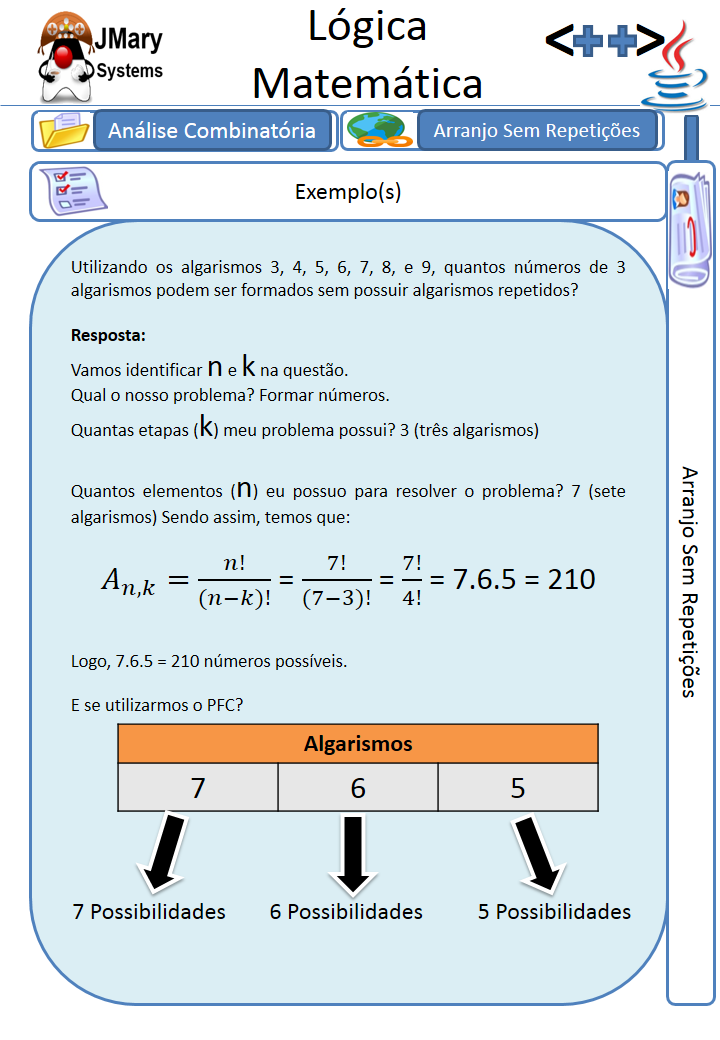 JMary
Systems
Lógica
Matemática
<++>
Análise Combinatória
Arranjo Sem Repetições
Exemplo(s)
Utilizando os algarismos 3, 4, 5, 6, 7, 8, e 9, quantos números de 3
algarismos podem ser formados sem possuir algarismos repetidos?
Resposta:
Vamos identificar n e k na questão.
Qual o nosso problema? Formar números.
Quantas etapas (k) meu problema possui? 3 (três algarismos)
Quantos elementos (n) eu possuo para resolver o problema? 7 (sete
algarismos) Sendo assim, temos que:
A_{n,k} = n!/(n−k)! = 7!/(7−3)! = 7!/4! = 7.6.5 = 210
Logo, 7.6.5 = 210 números possíveis.
E se utilizarmos o PFC?
Algarismos
7 6 5
7 Possibilidades 6 Possibilidades 5 Possibilidades
Arranjo Sem Repetições